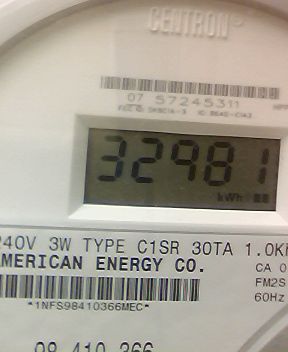 CENTRON®
07 57245311
32981
kWh
240V 3W TYPE C1SR 30TA 1.0Kh
AMERICAN ENERGY CO.
CA 0
FM2S
60Hz
*1NFS98410366MEC*
98 410 366